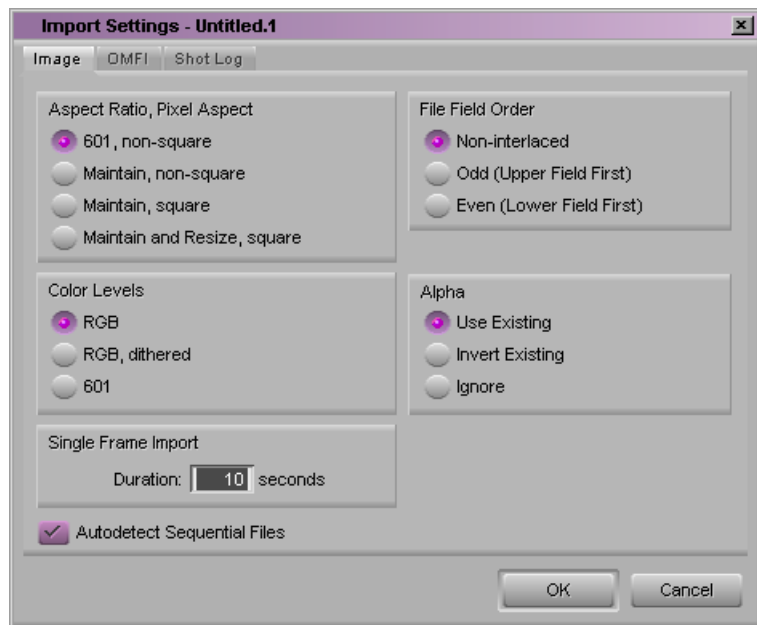 Import Settings - Untitled.1
Image OMFI Shot Log
Aspect Ratio, Pixel Aspect
601, non-square
Maintain, non-square
Maintain, square
Maintain and Resize, square
File Field Order
Non-interlaced
Odd (Upper Field First)
Even (Lower Field First)
Color Levels
RGB
RGB, dithered
601
Alpha
Use Existing
Invert Existing
Ignore
Single Frame Import
Duration: 10 seconds
Autodetect Sequential Files
OK Cancel